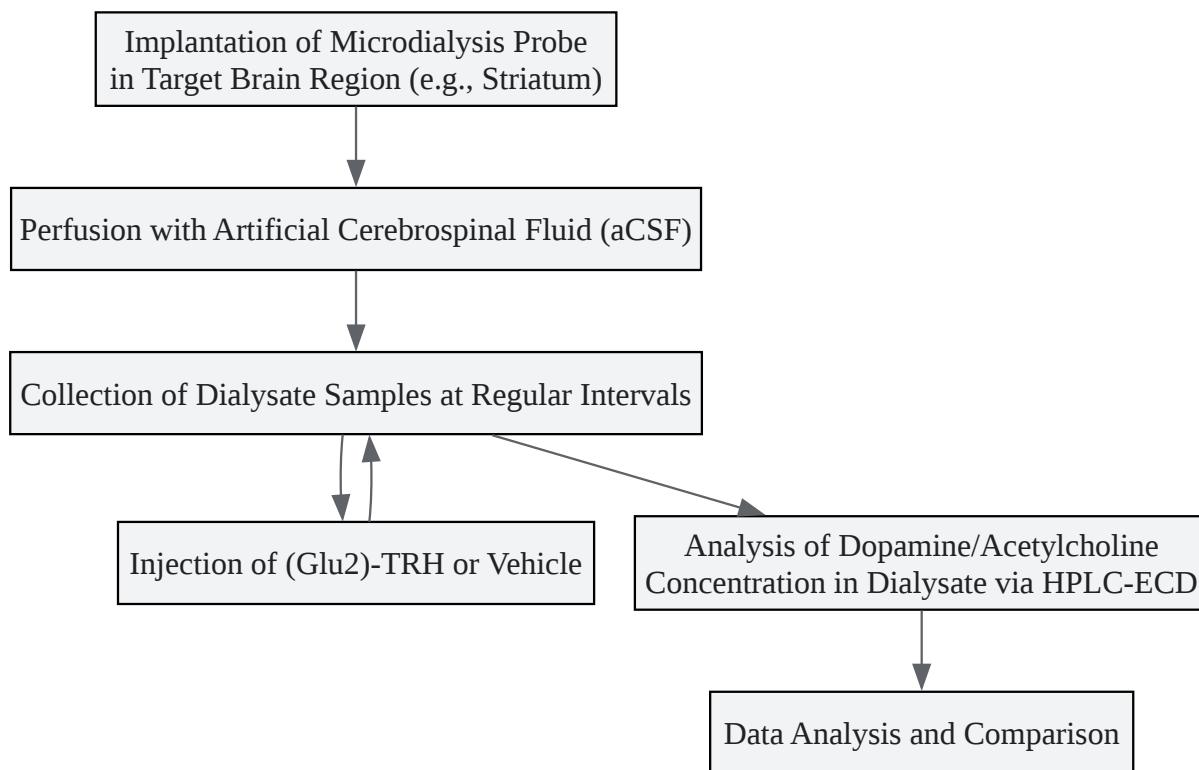 Implantation of Microdialysis Probe
in Target Brain Region (e.g., Striatum)
Perfusion with Artificial Cerebrospinal Fluid (aCSF)
Collection of Dialysate Samples at Regular Intervals
Injection of (Glu2)-TRH or Vehicle
Analysis of Dopamine/Acetylcholine
Concentration in Dialysate via HPLC-ECD
Data Analysis and Comparison